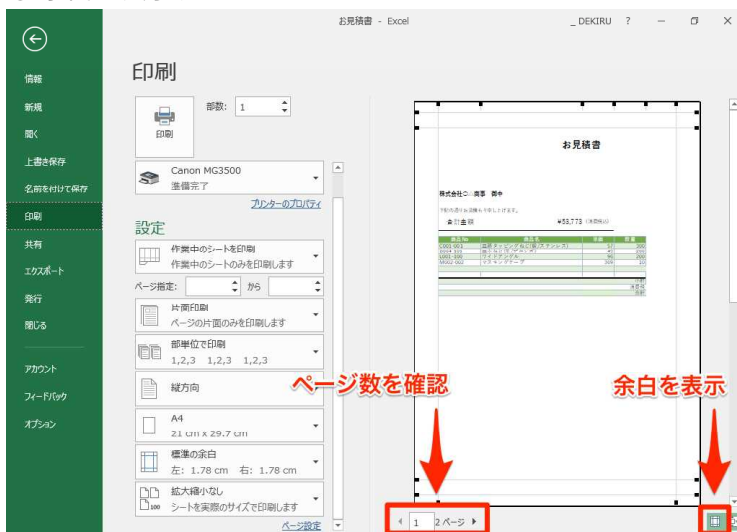 お見積書 - Excel
_ DEKIRU ?
情報
新規
開く
上書き保存
名前を付けて保存
印刷
共有
エクスポート
発行
閉じる
アカウント
フィードバック
オプション
印刷
部数: 1
印刷
Canon MG3500
準備完了
プリンターのプロパティ
設定
作業中のシートを印刷
作業中のシートのみを印刷します
ページ指定: から
片面印刷
ページの片面のみを印刷します
部単位で印刷
1,2,3 1,2,3 1,2,3
縦方向
A4
21 cm x 29.7 cm
標準の余白
左: 1.78 cm 右: 1.78 cm
拡大縮小なし
100
シートを実際のサイズで印刷します
ページ設定
お見積書
御中
合計金額 ¥53,773
ページ数を確認
余白を表示
1 2 ページ